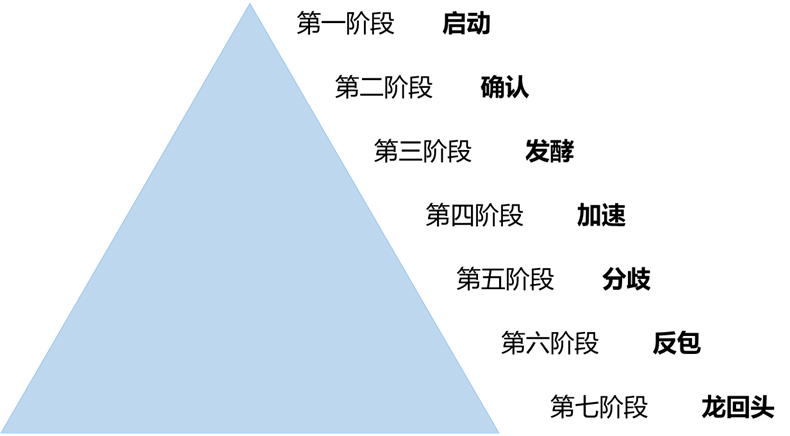 第一阶段 启动
第二阶段 确认
第三阶段 发酵
第四阶段 加速
第五阶段 分歧
第六阶段 反包
第七阶段 龙回头